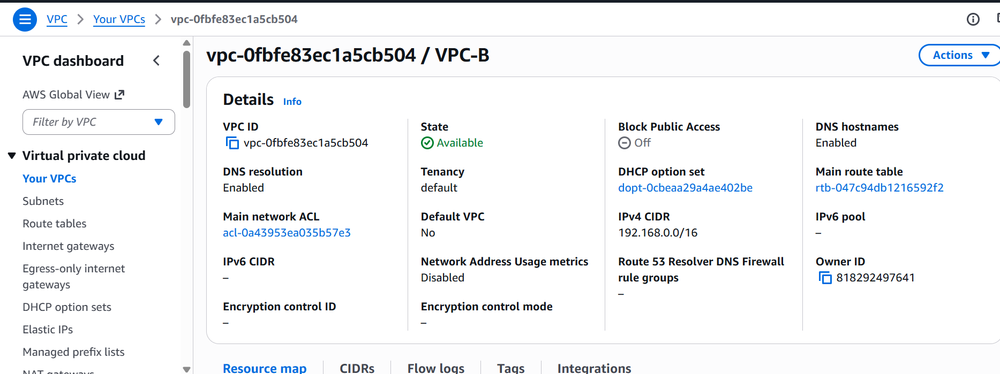 VPC > Your VPCs > vpc-0fbfe83ec1a5cb504
VPC dashboard
AWS Global View
Filter by VPC
Virtual private cloud
Your VPCs
Subnets
Route tables
Internet gateways
Egress-only internet
gateways
DHCP option sets
Elastic IPs
Managed prefix lists
NAT gateways
vpc-0fbfe83ec1a5cb504 / VPC-B
Actions
Details Info
VPC ID
vpc-0fbfe83ec1a5cb504
State
Available
Block Public Access
Off
DNS hostnames
Enabled
DNS resolution
Enabled
Tenancy
default
DHCP option set
dopt-0cbeaa29a4ae402be
Main route table
rtb-047c94db1216592f2
Main network ACL
acl-0a43953ea035b57e3
Default VPC
No
IPv4 CIDR
192.168.0.0/16
IPv6 pool
–
IPv6 CIDR
–
Network Address Usage metrics
Disabled
Route 53 Resolver DNS Firewall
rule groups
–
Owner ID
818292497641
Encryption control ID
–
Encryption control mode
–
Resource map
CIDRs
Flow logs
Tags
Integrations